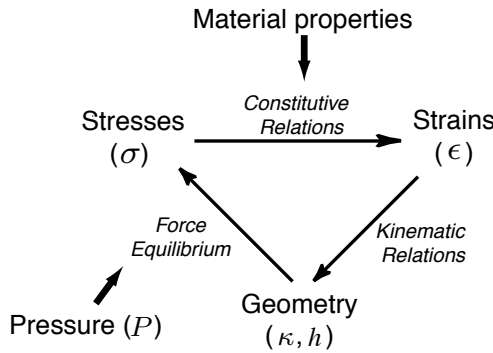 Material properties
Constitutive
Relations
Stresses
(σ)
Strains
(ϵ)
Force
Equilibrium
Kinematic
Relations
Geometry
(κ, h)
Pressure (P)